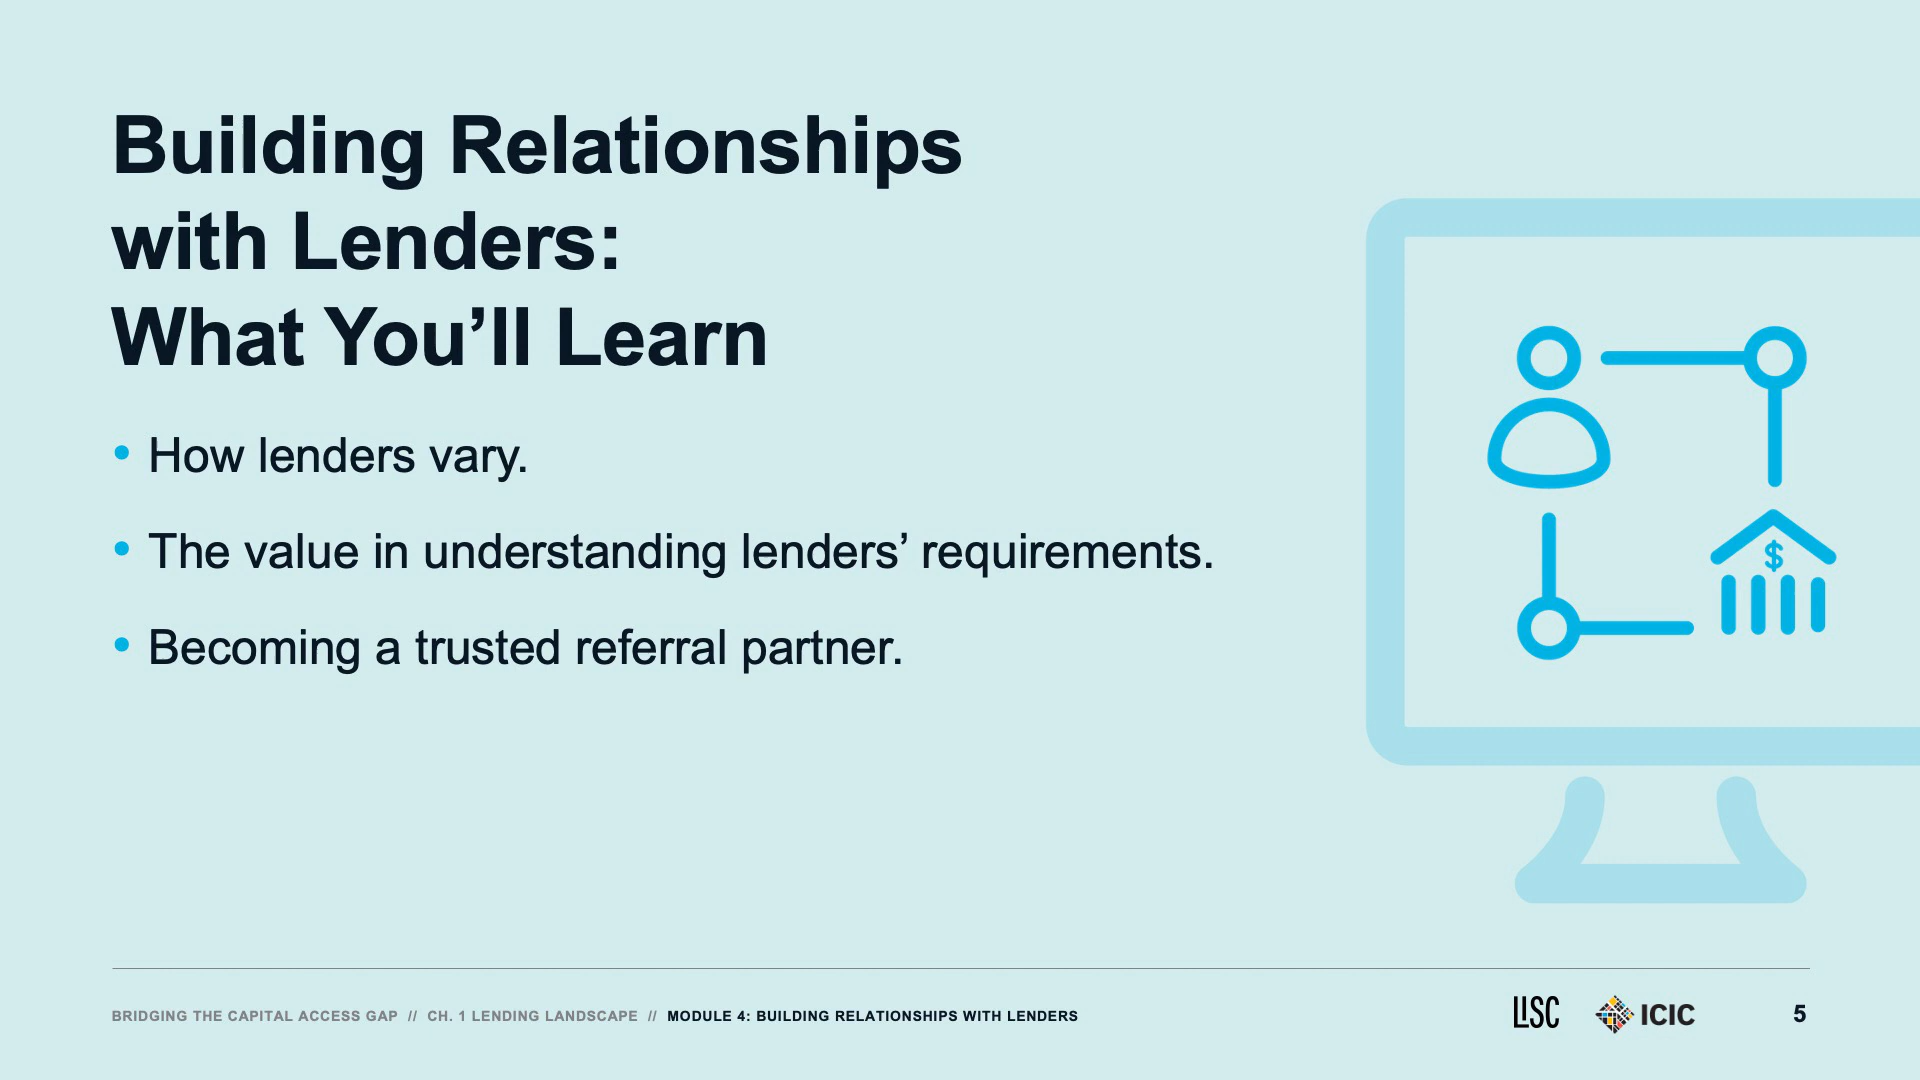 Building Relationships
with Lenders:
What You’ll Learn
• How lenders vary.
• The value in understanding lenders’ requirements.
• Becoming a trusted referral partner.
$
BRIDGING THE CAPITAL ACCESS GAP // CH. 1 LENDING LANDSCAPE // MODULE 4: BUILDING RELATIONSHIPS WITH LENDERS
LISC
ICIC
5